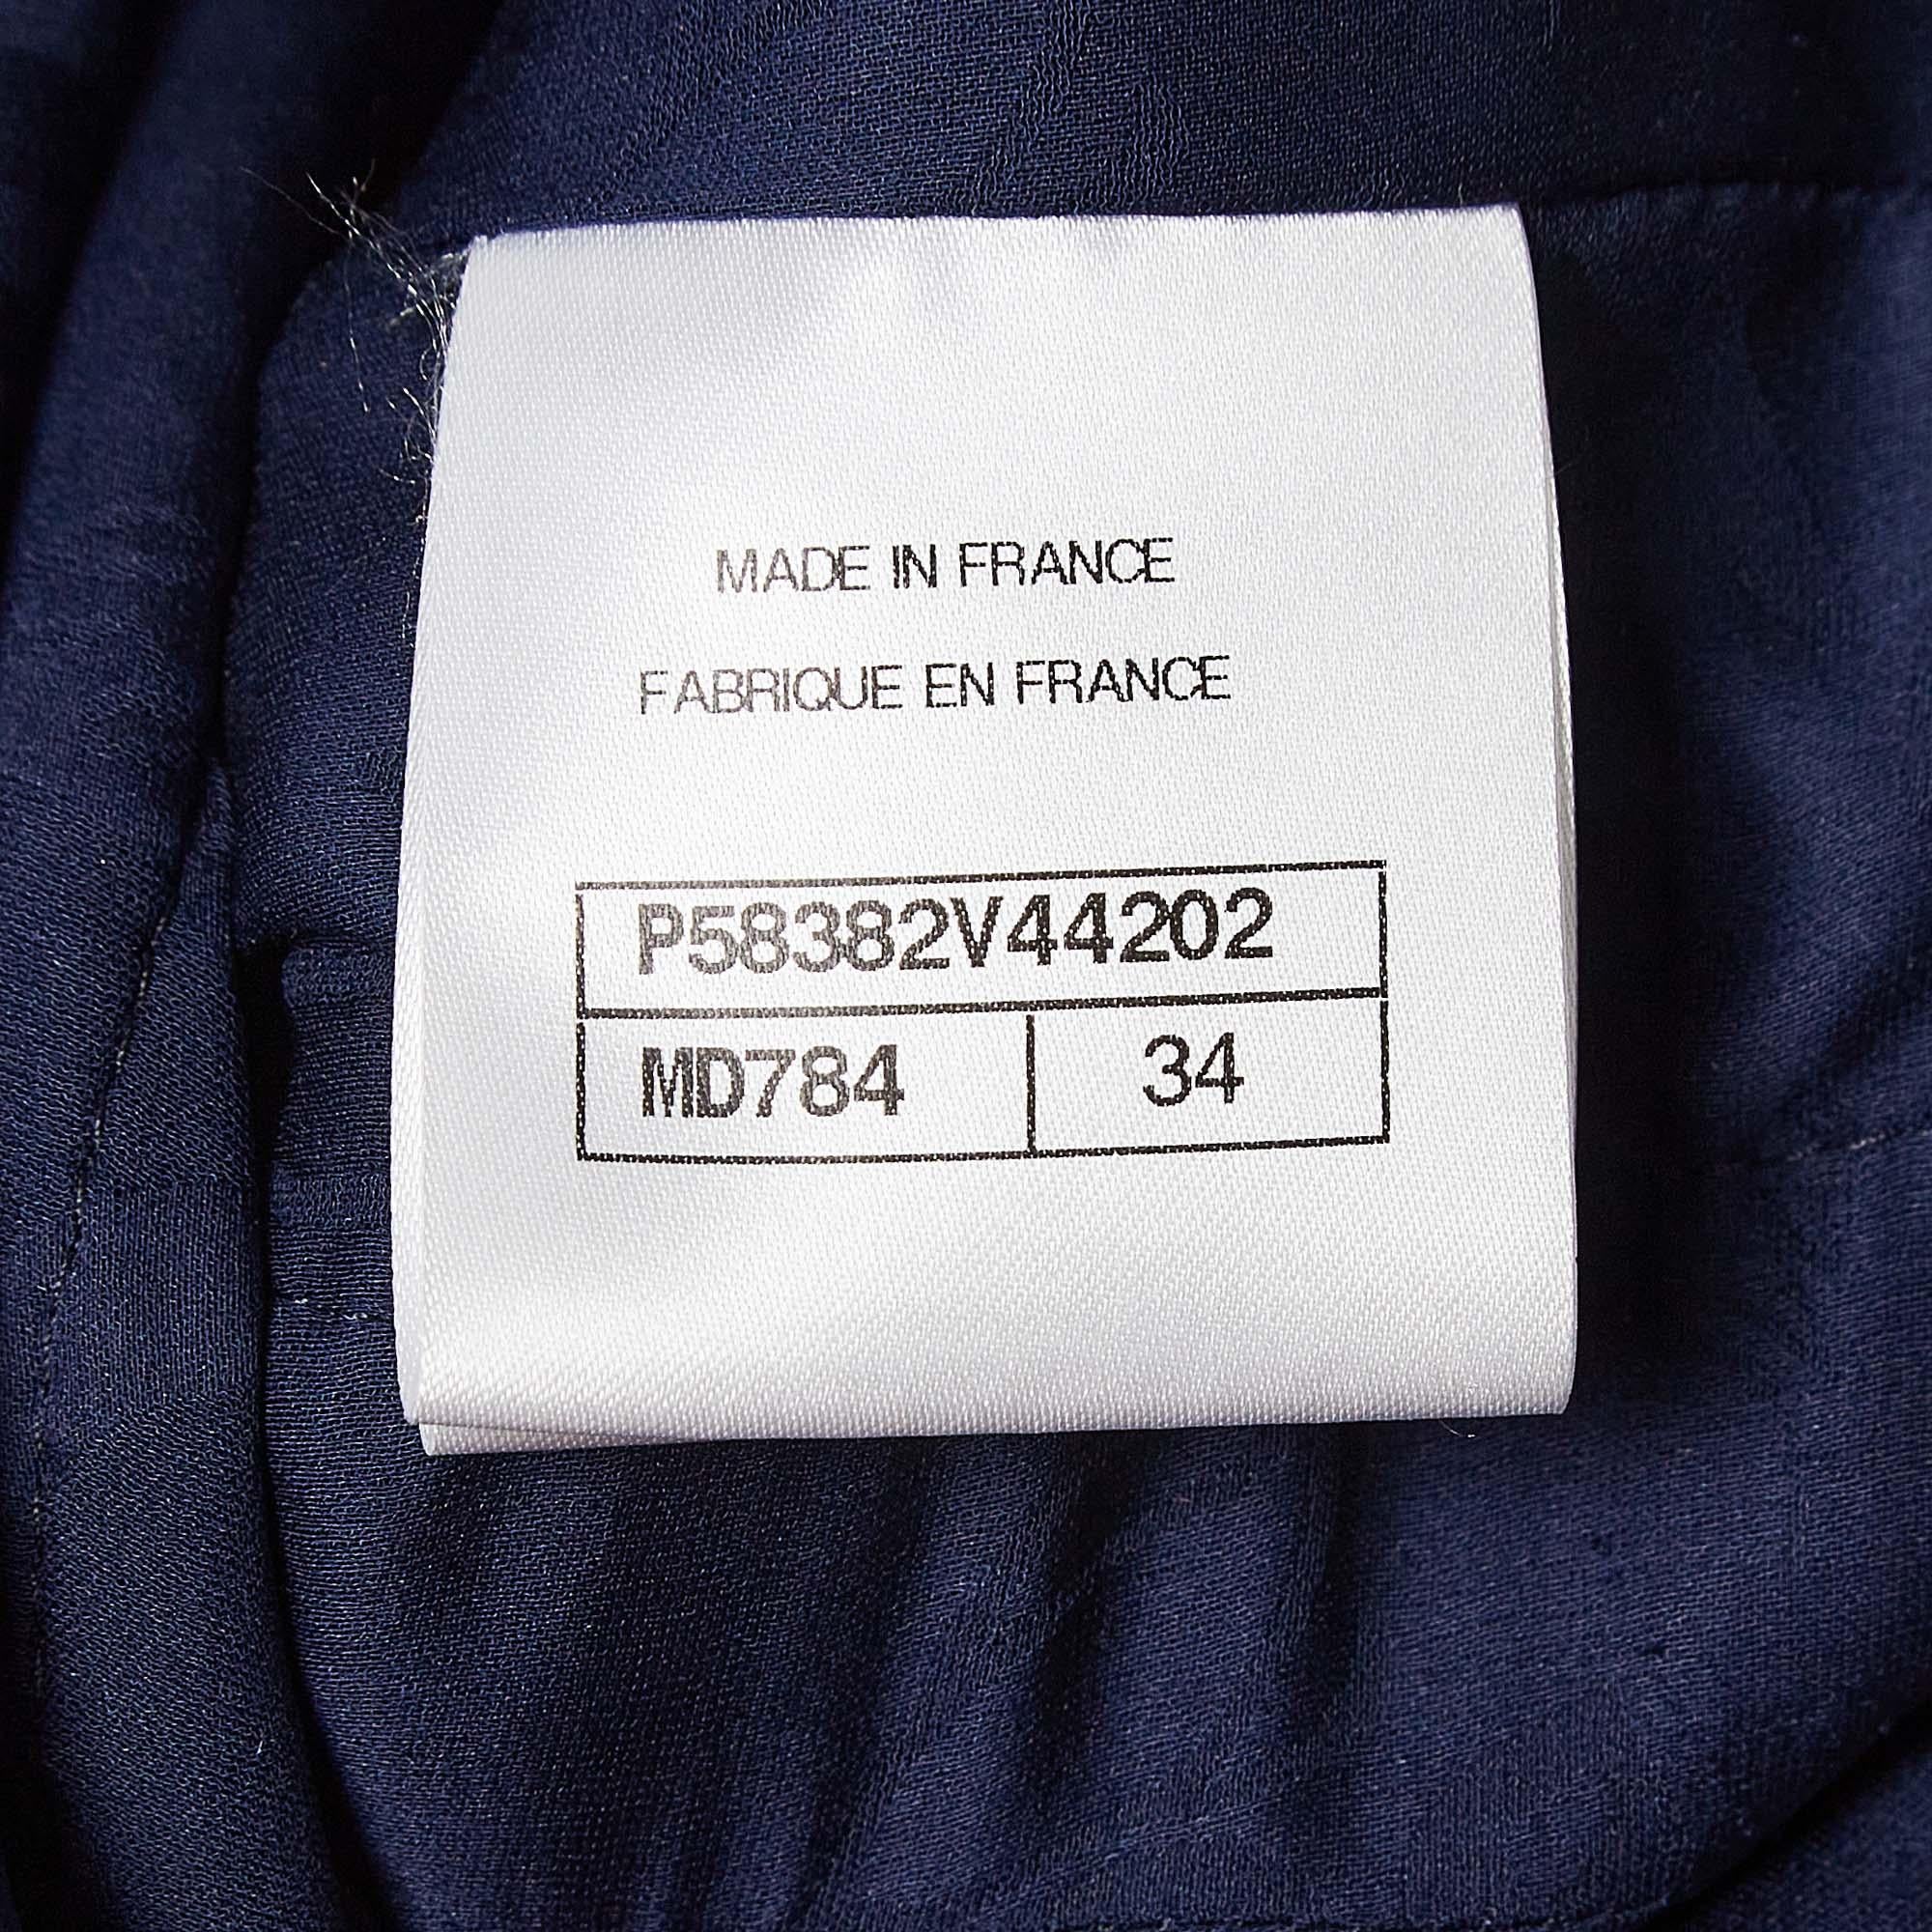 MADE IN FRANCE
FABRIQUE EN FRANCE
P58382V44202
MD784 34